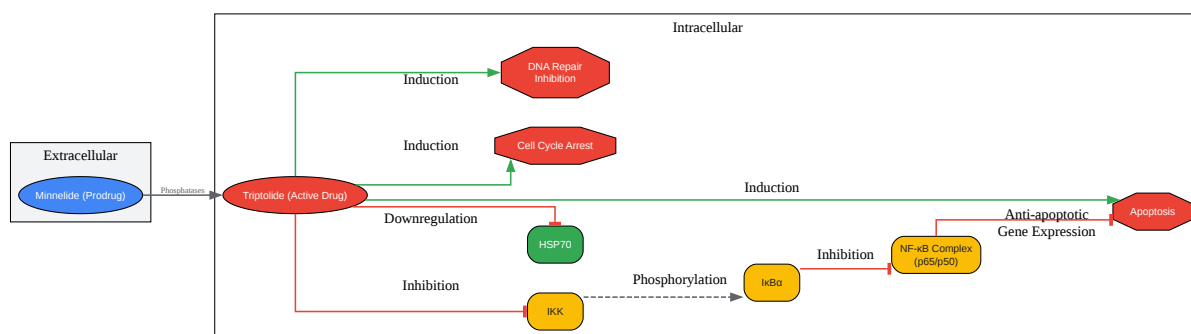 Intracellular
DNA Repair
Inhibition
Induction
Induction
Cell Cycle Arrest
Extracellular
Minnelide (Prodrug)
Phosphatases
Triptolide (Active Drug)
Induction
Apoptosis
Downregulation
Anti-apoptotic
Gene Expression
HSP70
NF-κB Complex
(p65/p50)
Inhibition
Inhibition
Phosphorylation
IκBα
IKK